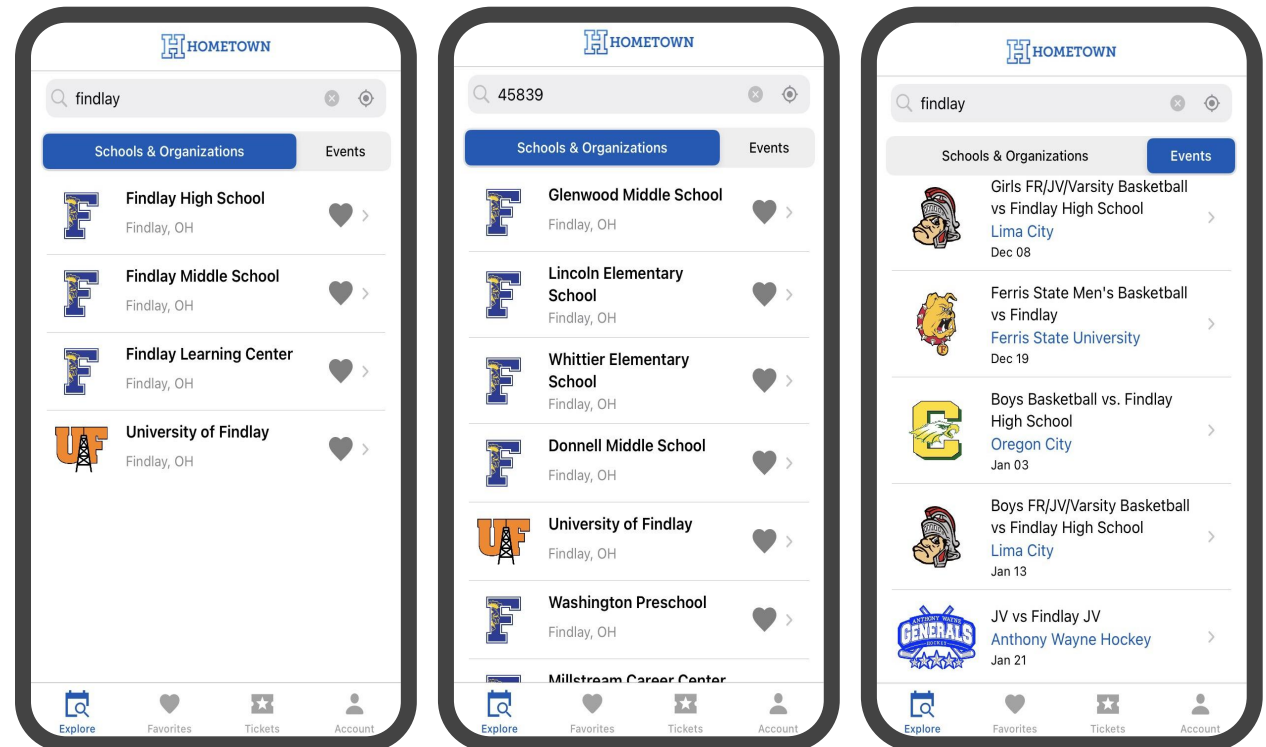 HOMETOWN
findlay
Schools & Organizations
Events
Findlay High School
Findlay, OH
Findlay Middle School
Findlay, OH
Findlay Learning Center
Findlay, OH
UF
University of Findlay
Findlay, OH
Explore
Favorites
Tickets
Account
HOMETOWN
45839
Schools & Organizations
Events
Glenwood Middle School
Findlay, OH
Lincoln Elementary
School
Findlay, OH
Whittier Elementary
School
Findlay, OH
Donnell Middle School
Findlay, OH
UF
University of Findlay
Findlay, OH
Washington Preschool
Findlay, OH
Millstream Career Center
Explore
Favorites
Tickets
Account
HOMETOWN
findlay
Schools & Organizations
Events
Girls FR/JV/Varsity Basketball
vs Findlay High School
Lima City
Dec 08
Ferris State Men's Basketball
vs Findlay
Ferris State University
Dec 19
Boys Basketball vs. Findlay
High School
Oregon City
Jan 03
Boys FR/JV/Varsity Basketball
vs Findlay High School
Lima City
Jan 13
ANTHONY WAYNE
GENERALS
HOCKEY
JV vs Findlay JV
Anthony Wayne Hockey
Jan 21
Explore
Favorites
Tickets
Account